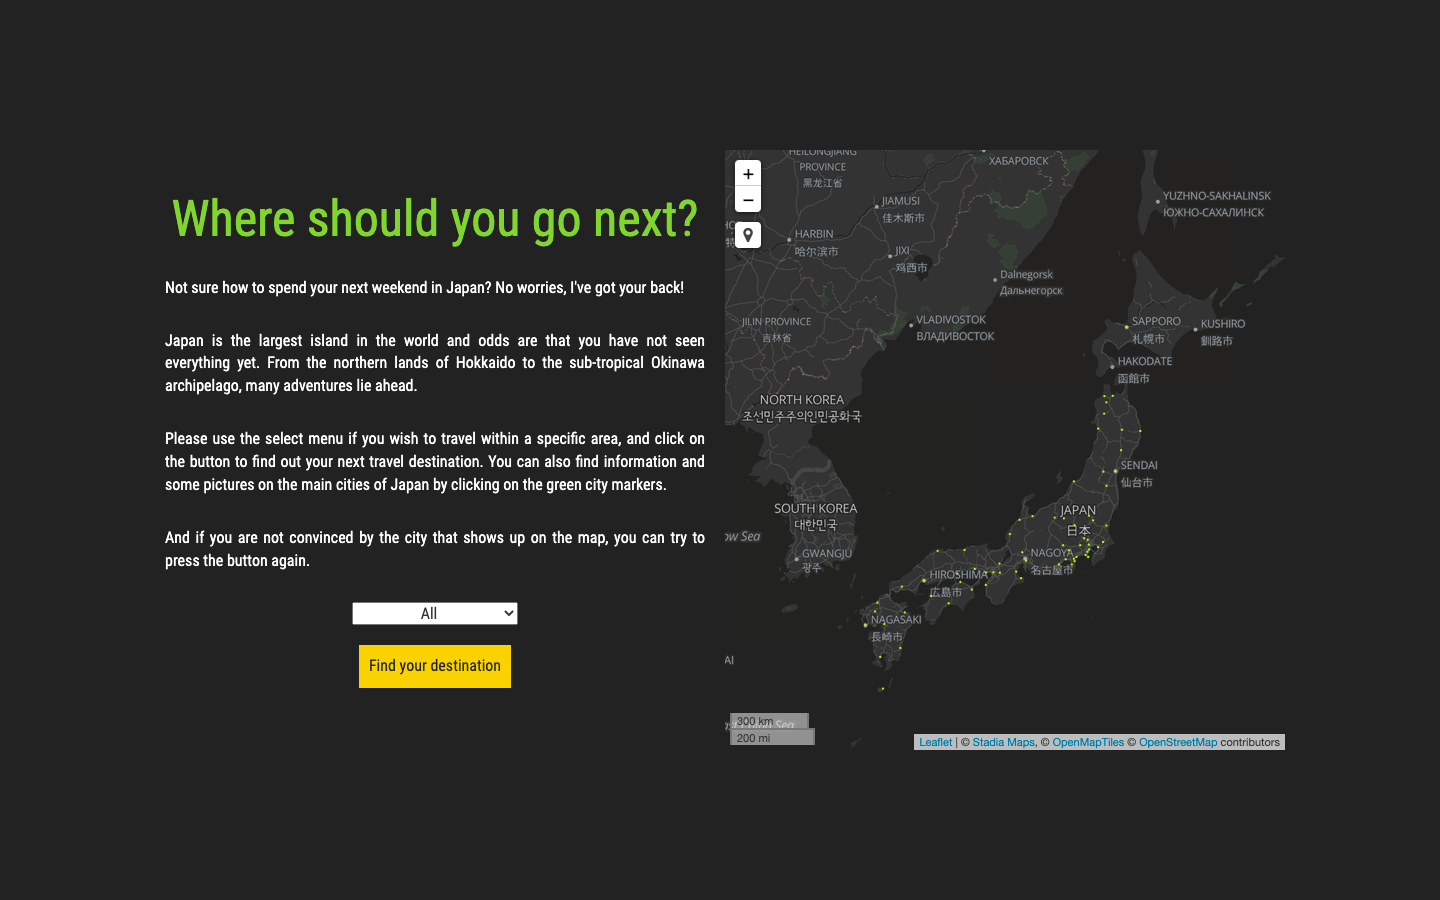 Where should you go next?
Not sure how to spend your next weekend in Japan? No worries, I've got your back!
Japan is the largest island in the world and odds are that you have not seen
everything yet. From the northern lands of Hokkaido to the sub-tropical Okinawa
archipelago, many adventures lie ahead.
Please use the select menu if you wish to travel within a specific area, and click on
the button to find out your next travel destination. You can also find information and
some pictures on the main cities of Japan by clicking on the green city markers.
And if you are not convinced by the city that shows up on the map, you can try to
press the button again.
All
Find your destination
+
−
HEILONGJIANG
PROVINCE
黑龙江省
ХАБАРОВСК
JIAMUSI
佳木斯市
YUZHNO-SAKHALINSK
ЮЖНО-САХАЛИНСК
HARBIN
哈尔滨市
JIXI
鸡西市
Dalnegorsk
Дальнегорск
JILIN PROVINCE
吉林省
VLADIVOSTOK
ВЛАДИВОСТОК
SAPPORO
札幌市
KUSHIRO
釧路市
HAKODATE
函館市
NORTH KOREA
조선민주주의인민공화국
SENDAI
仙台市
SOUTH KOREA
대한민국
JAPAN
日本
ow Sea
GWANGJU
광주
NAGOYA
名古屋市
HIROSHIMA
広島市
NAGASAKI
長崎市
AI
300 km
200 mi
Leaflet | © Stadia Maps, © OpenMapTiles © OpenStreetMap contributors